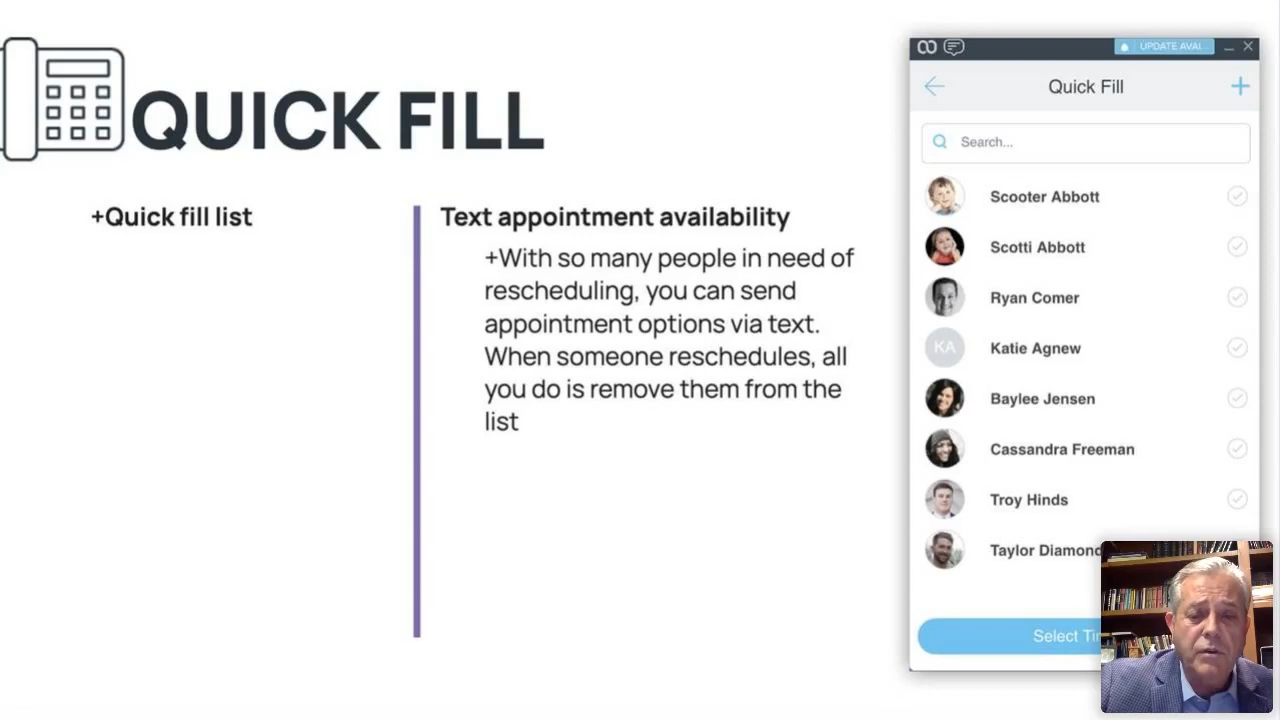 QUICK FILL
+Quick fill list
Text appointment availability
+With so many people in need of
rescheduling, you can send
appointment options via text.
When someone reschedules, all
you do is remove them from the
list
UPDATE AVAI...
Quick Fill
Search...
Scooter Abbott
Scotti Abbott
Ryan Comer
KA
Katie Agnew
Baylee Jensen
Cassandra Freeman
Troy Hinds
Taylor Diamond
Select